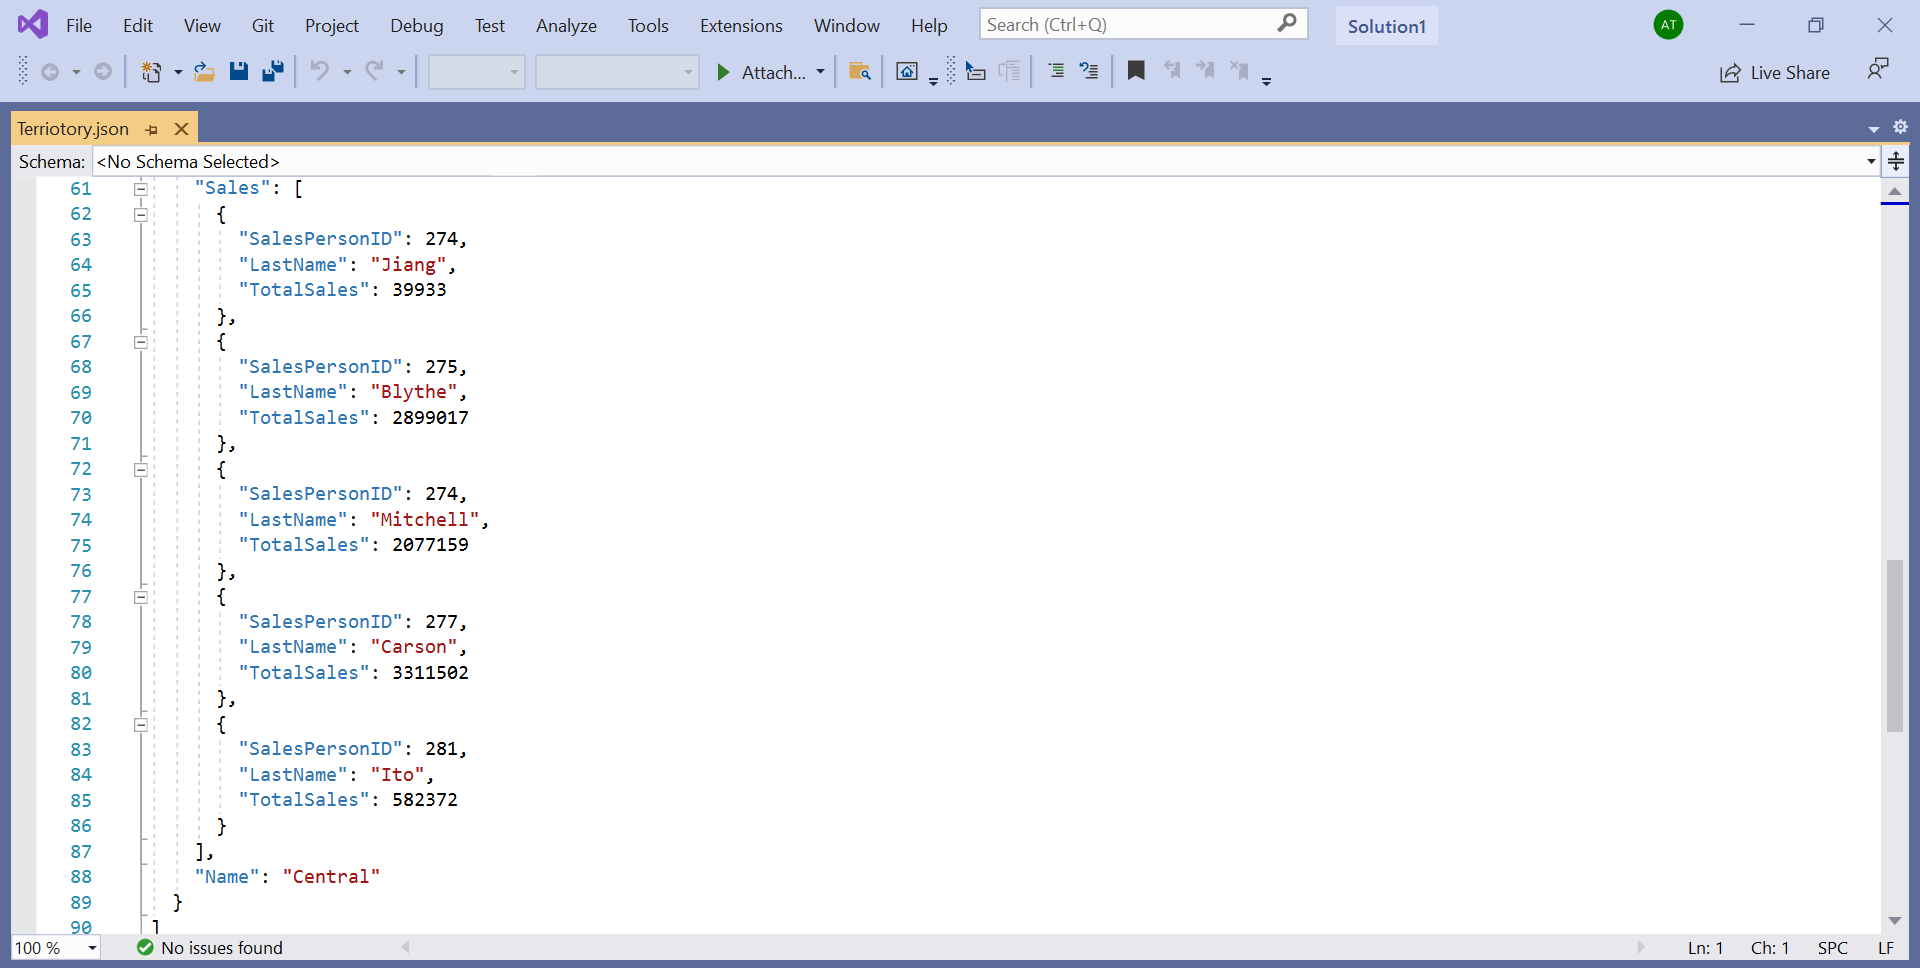 File Edit View Git Project Debug Test Analyze Tools Extensions Window Help Search (Ctrl+Q) Solution1 AT
Attach... Live Share
Terriotory.json
Schema: <No Schema Selected>
61 "Sales": [
62 {
63 "SalesPersonID": 274,
64 "LastName": "Jiang",
65 "TotalSales": 39933
66 },
67 {
68 "SalesPersonID": 275,
69 "LastName": "Blythe",
70 "TotalSales": 2899017
71 },
72 {
73 "SalesPersonID": 274,
74 "LastName": "Mitchell",
75 "TotalSales": 2077159
76 },
77 {
78 "SalesPersonID": 277,
79 "LastName": "Carson",
80 "TotalSales": 3311502
81 },
82 {
83 "SalesPersonID": 281,
84 "LastName": "Ito",
85 "TotalSales": 582372
86 }
87 ],
88 "Name": "Central"
89 }
90 ]
100 % No issues found Ln: 1 Ch: 1 SPC LF